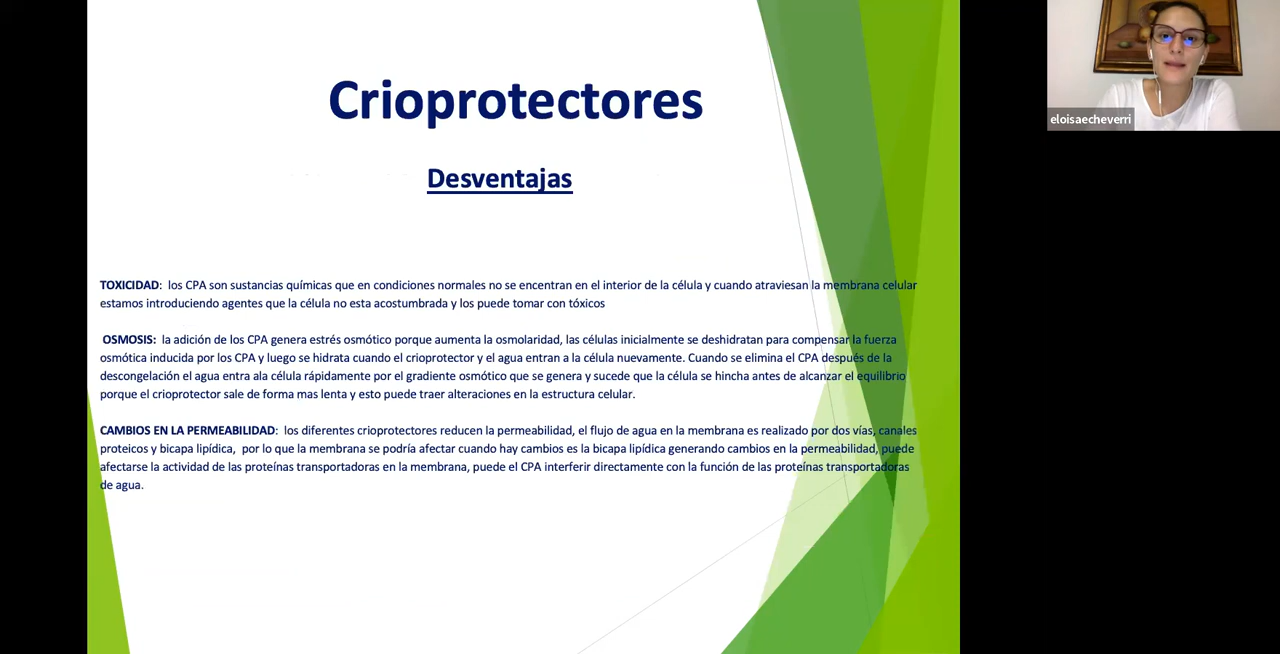 Crioprotectores
Desventajas
TOXICIDAD: los CPA son sustancias químicas que en condiciones normales no se encentran en el interior de la célula y cuando atraviesan la membrana celular
estamos introduciendo agentes que la célula no esta acostumbrada y los puede tomar con tóxicos
OSMOSIS: la adición de los CPA genera estrés osmótico porque aumenta la osmolaridad, las células inicialmente se deshidratan para compensar la fuerza
osmótica inducida por los CPA y luego se hidrata cuando el crioprotector y el agua entran a la célula nuevamente. Cuando se elimina el CPA después de la
descongelación el agua entra ala célula rápidamente por el gradiente osmótico que se genera y sucede que la célula se hincha antes de alcanzar el equilibrio
porque el crioprotector sale de forma mas lenta y esto puede traer alteraciones en la estructura celular.
CAMBIOS EN LA PERMEABILIDAD: los diferentes crioprotectores reducen la permeabilidad, el flujo de agua en la membrana es realizado por dos vías, canales
proteicos y bicapa lipídica, por lo que la membrana se podría afectar cuando hay cambios es la bicapa lipídica generando cambios en la permeabilidad, puede
afectarse la actividad de las proteínas transportadoras en la membrana, puede el CPA interferir directamente con la función de las proteínas transportadoras
de agua.
eloisaecheverri